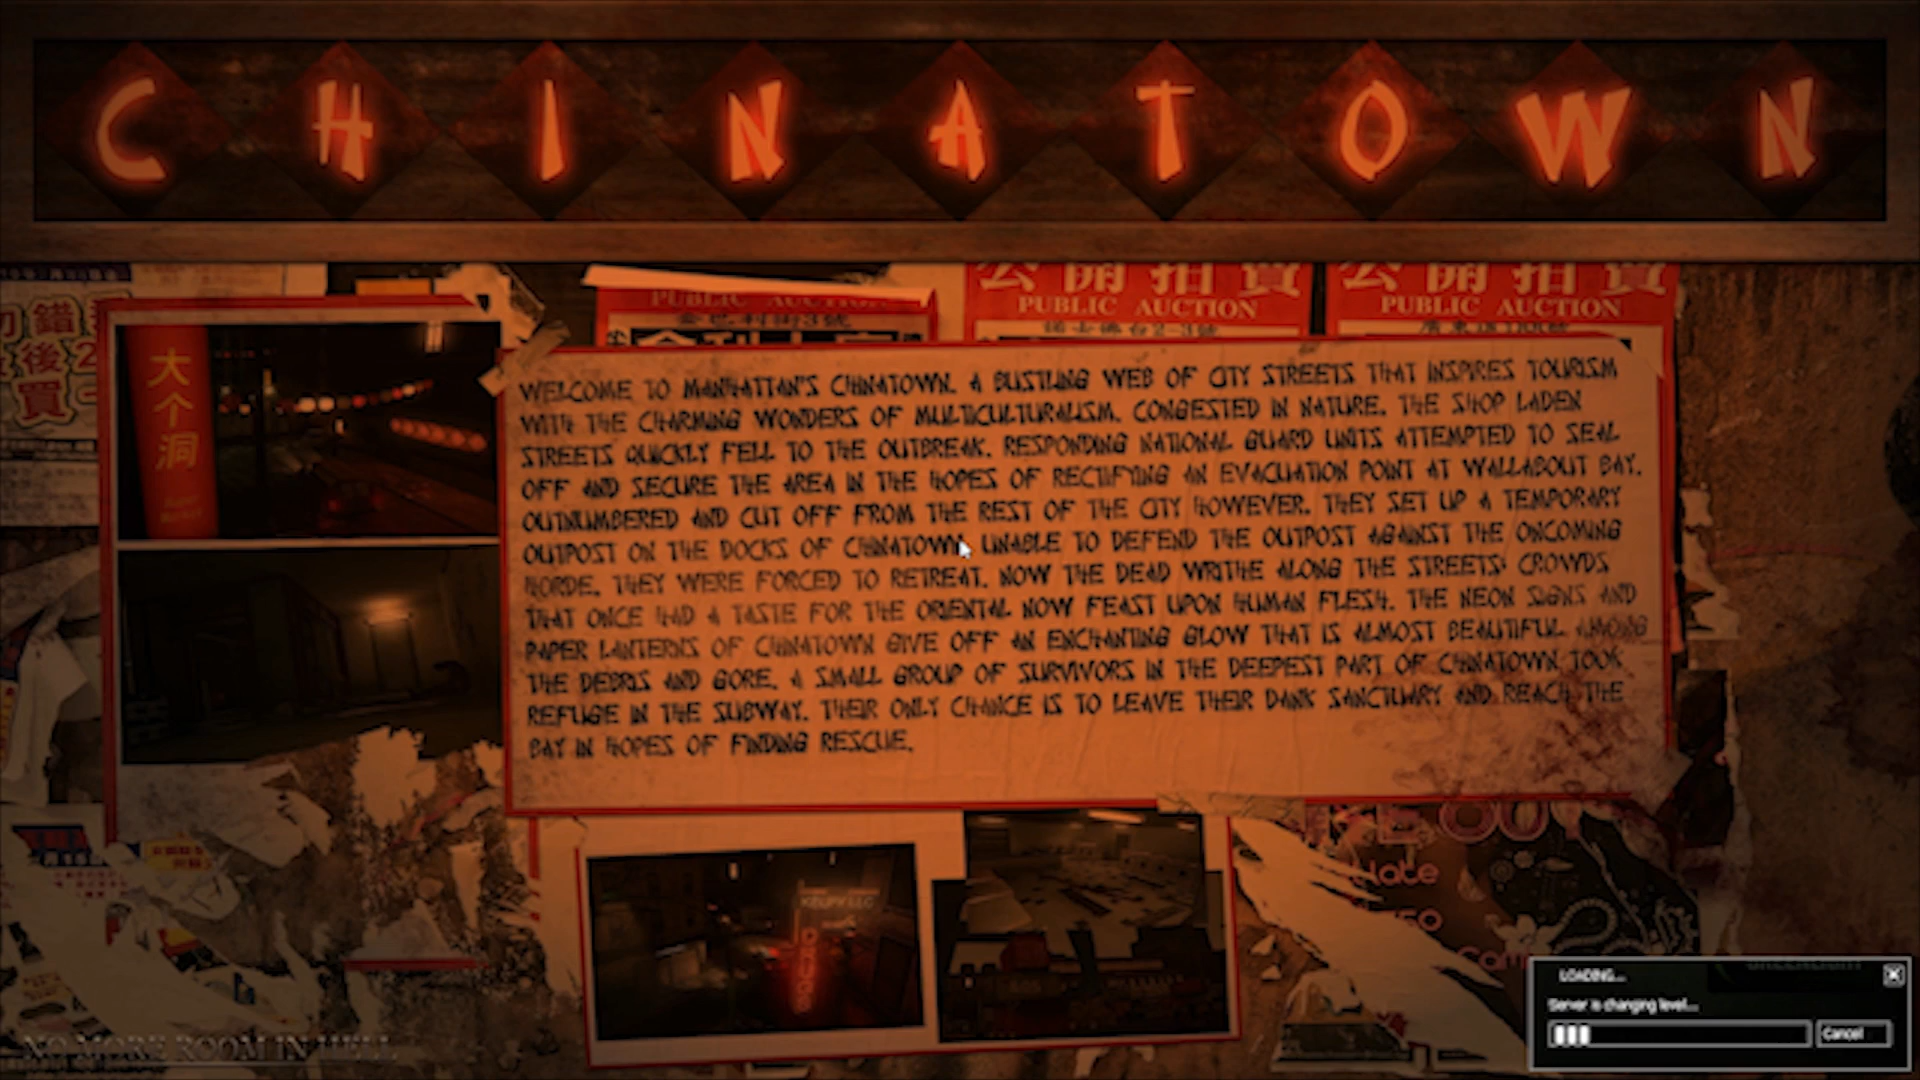 CHINATOWN
PUBLIC AUCTION
公開拍賣
PUBLIC AUCTION
公開拍賣
PUBLIC AUCTION
大个洞
WELCOME TO MANHATTAN'S CHINATOWN. A BUSTLING WEB OF CITY STREETS THAT INSPIRES TOURISM
WITH THE CHARMING WONDERS OF MULTICULTURALISM. CONGESTED IN NATURE. THE SHOP LADEN
STREETS QUICKLY FELL TO THE OUTBREAK. RESPONDING NATIONAL GUARD UNITS ATTEMPTED TO SEAL
OFF AND SECURE THE AREA IN THE HOPES OF RECTIFYING AN EVACUATION POINT AT WALLABOUT BAY.
OUTNUMBERED AND CUT OFF FROM THE REST OF THE CITY HOWEVER. THEY SET UP A TEMPORARY
OUTPOST ON THE DOCKS OF CHINATOWN. UNABLE TO DEFEND THE OUTPOST AGAINST THE ONCOMING
HORDE. THEY WERE FORCED TO RETREAT. NOW THE DEAD WRITHE ALONG THE STREETS: CROWDS
THAT ONCE HAD A TASTE FOR THE ORIENTAL NOW FEAST UPON HUMAN FLESH. THE NEON SIGNS AND
PAPER LANTERNS OF CHINATOWN GIVE OFF AN ENCHANTING GLOW THAT IS ALMOST BEAUTIFUL AMONG
THE DEBRIS AND GORE. A SMALL GROUP OF SURVIVORS IN THE DEEPEST PART OF CHINATOWN TOOK
REFUGE IN THE SUBWAY. THEIR ONLY CHANCE IS TO LEAVE THEIR DANK SANCTUARY AND REACH THE
BAY IN HOPES OF FINDING RESCUE.
LOADING...
Server is changing level...
Cancel
NO MORE ROOM IN HELL